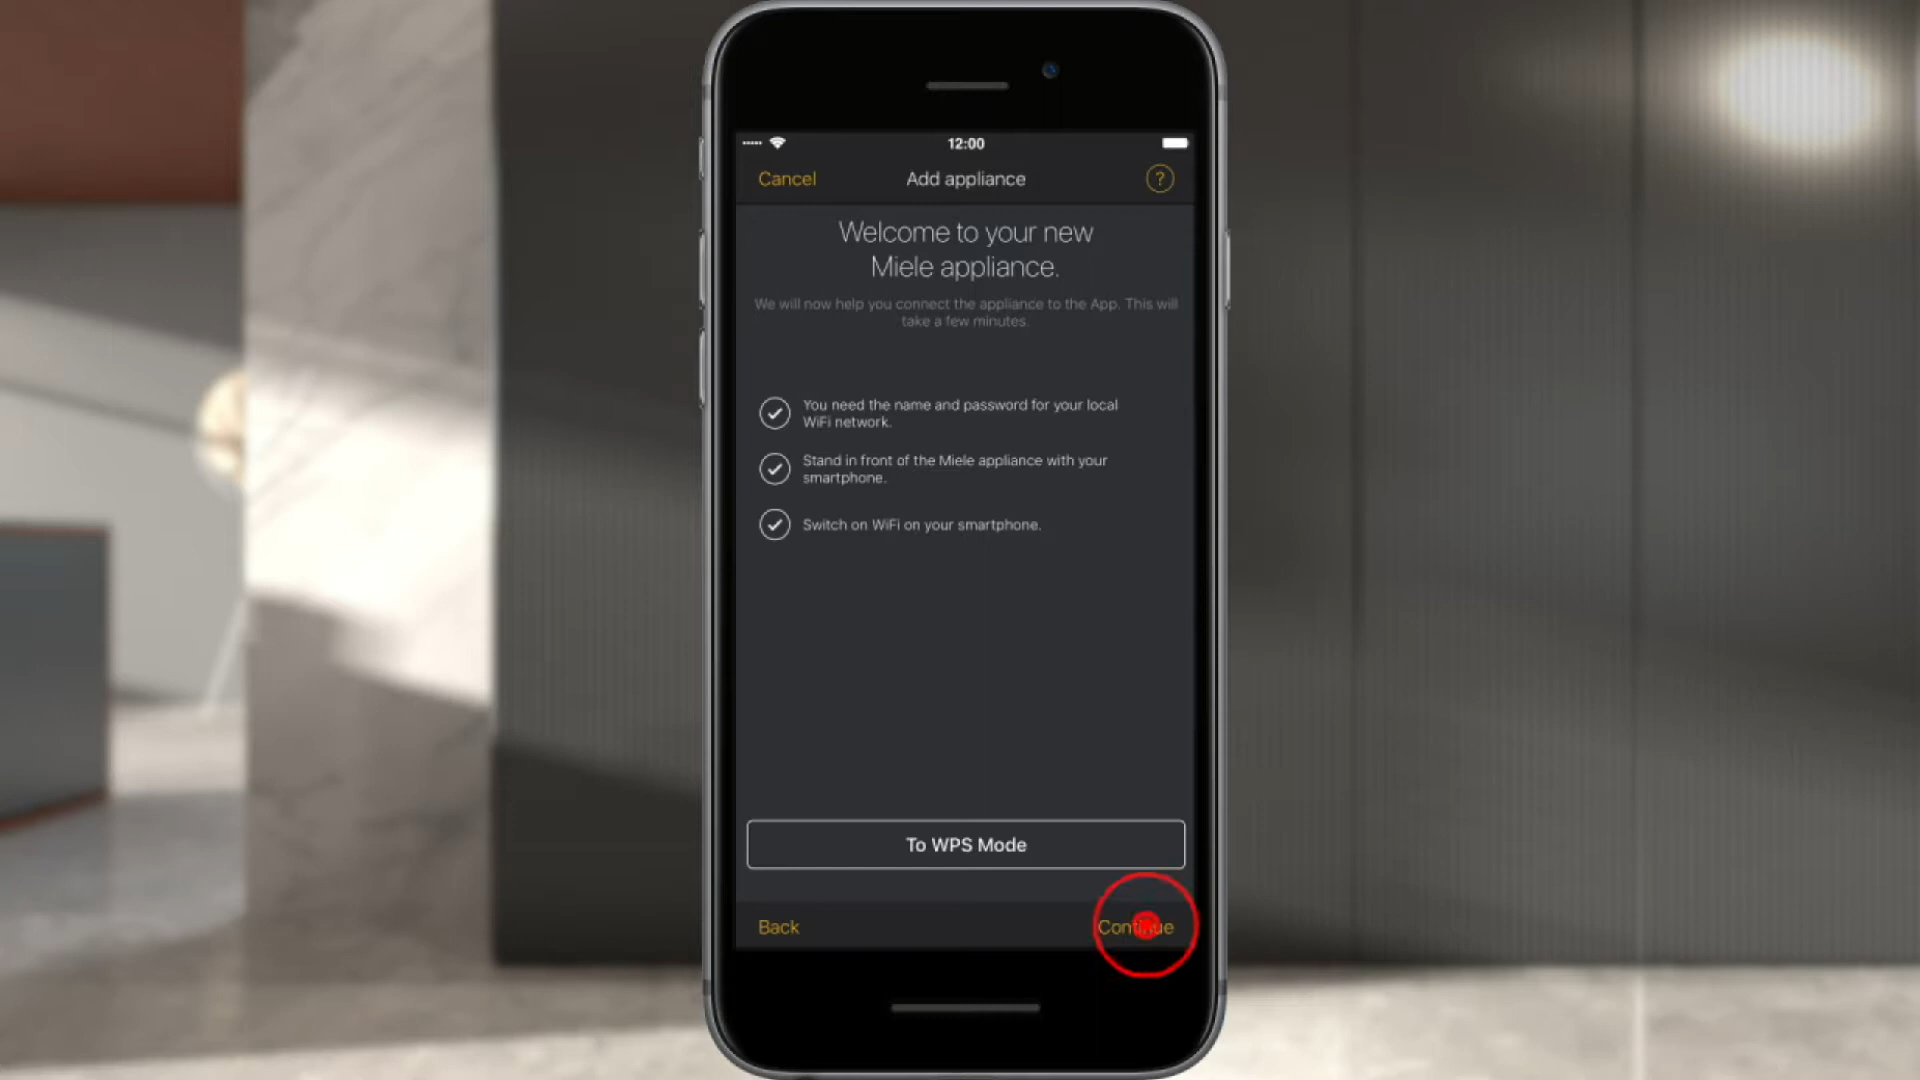 12:00
Cancel
Add appliance
?
Welcome to your new
Miele appliance.
We will now help you connect the appliance to the App. This will
take a few minutes.
You need the name and password for your local
WiFi network.
Stand in front of the Miele appliance with your
smartphone.
Switch on WiFi on your smartphone.
To WPS Mode
Back
Continue